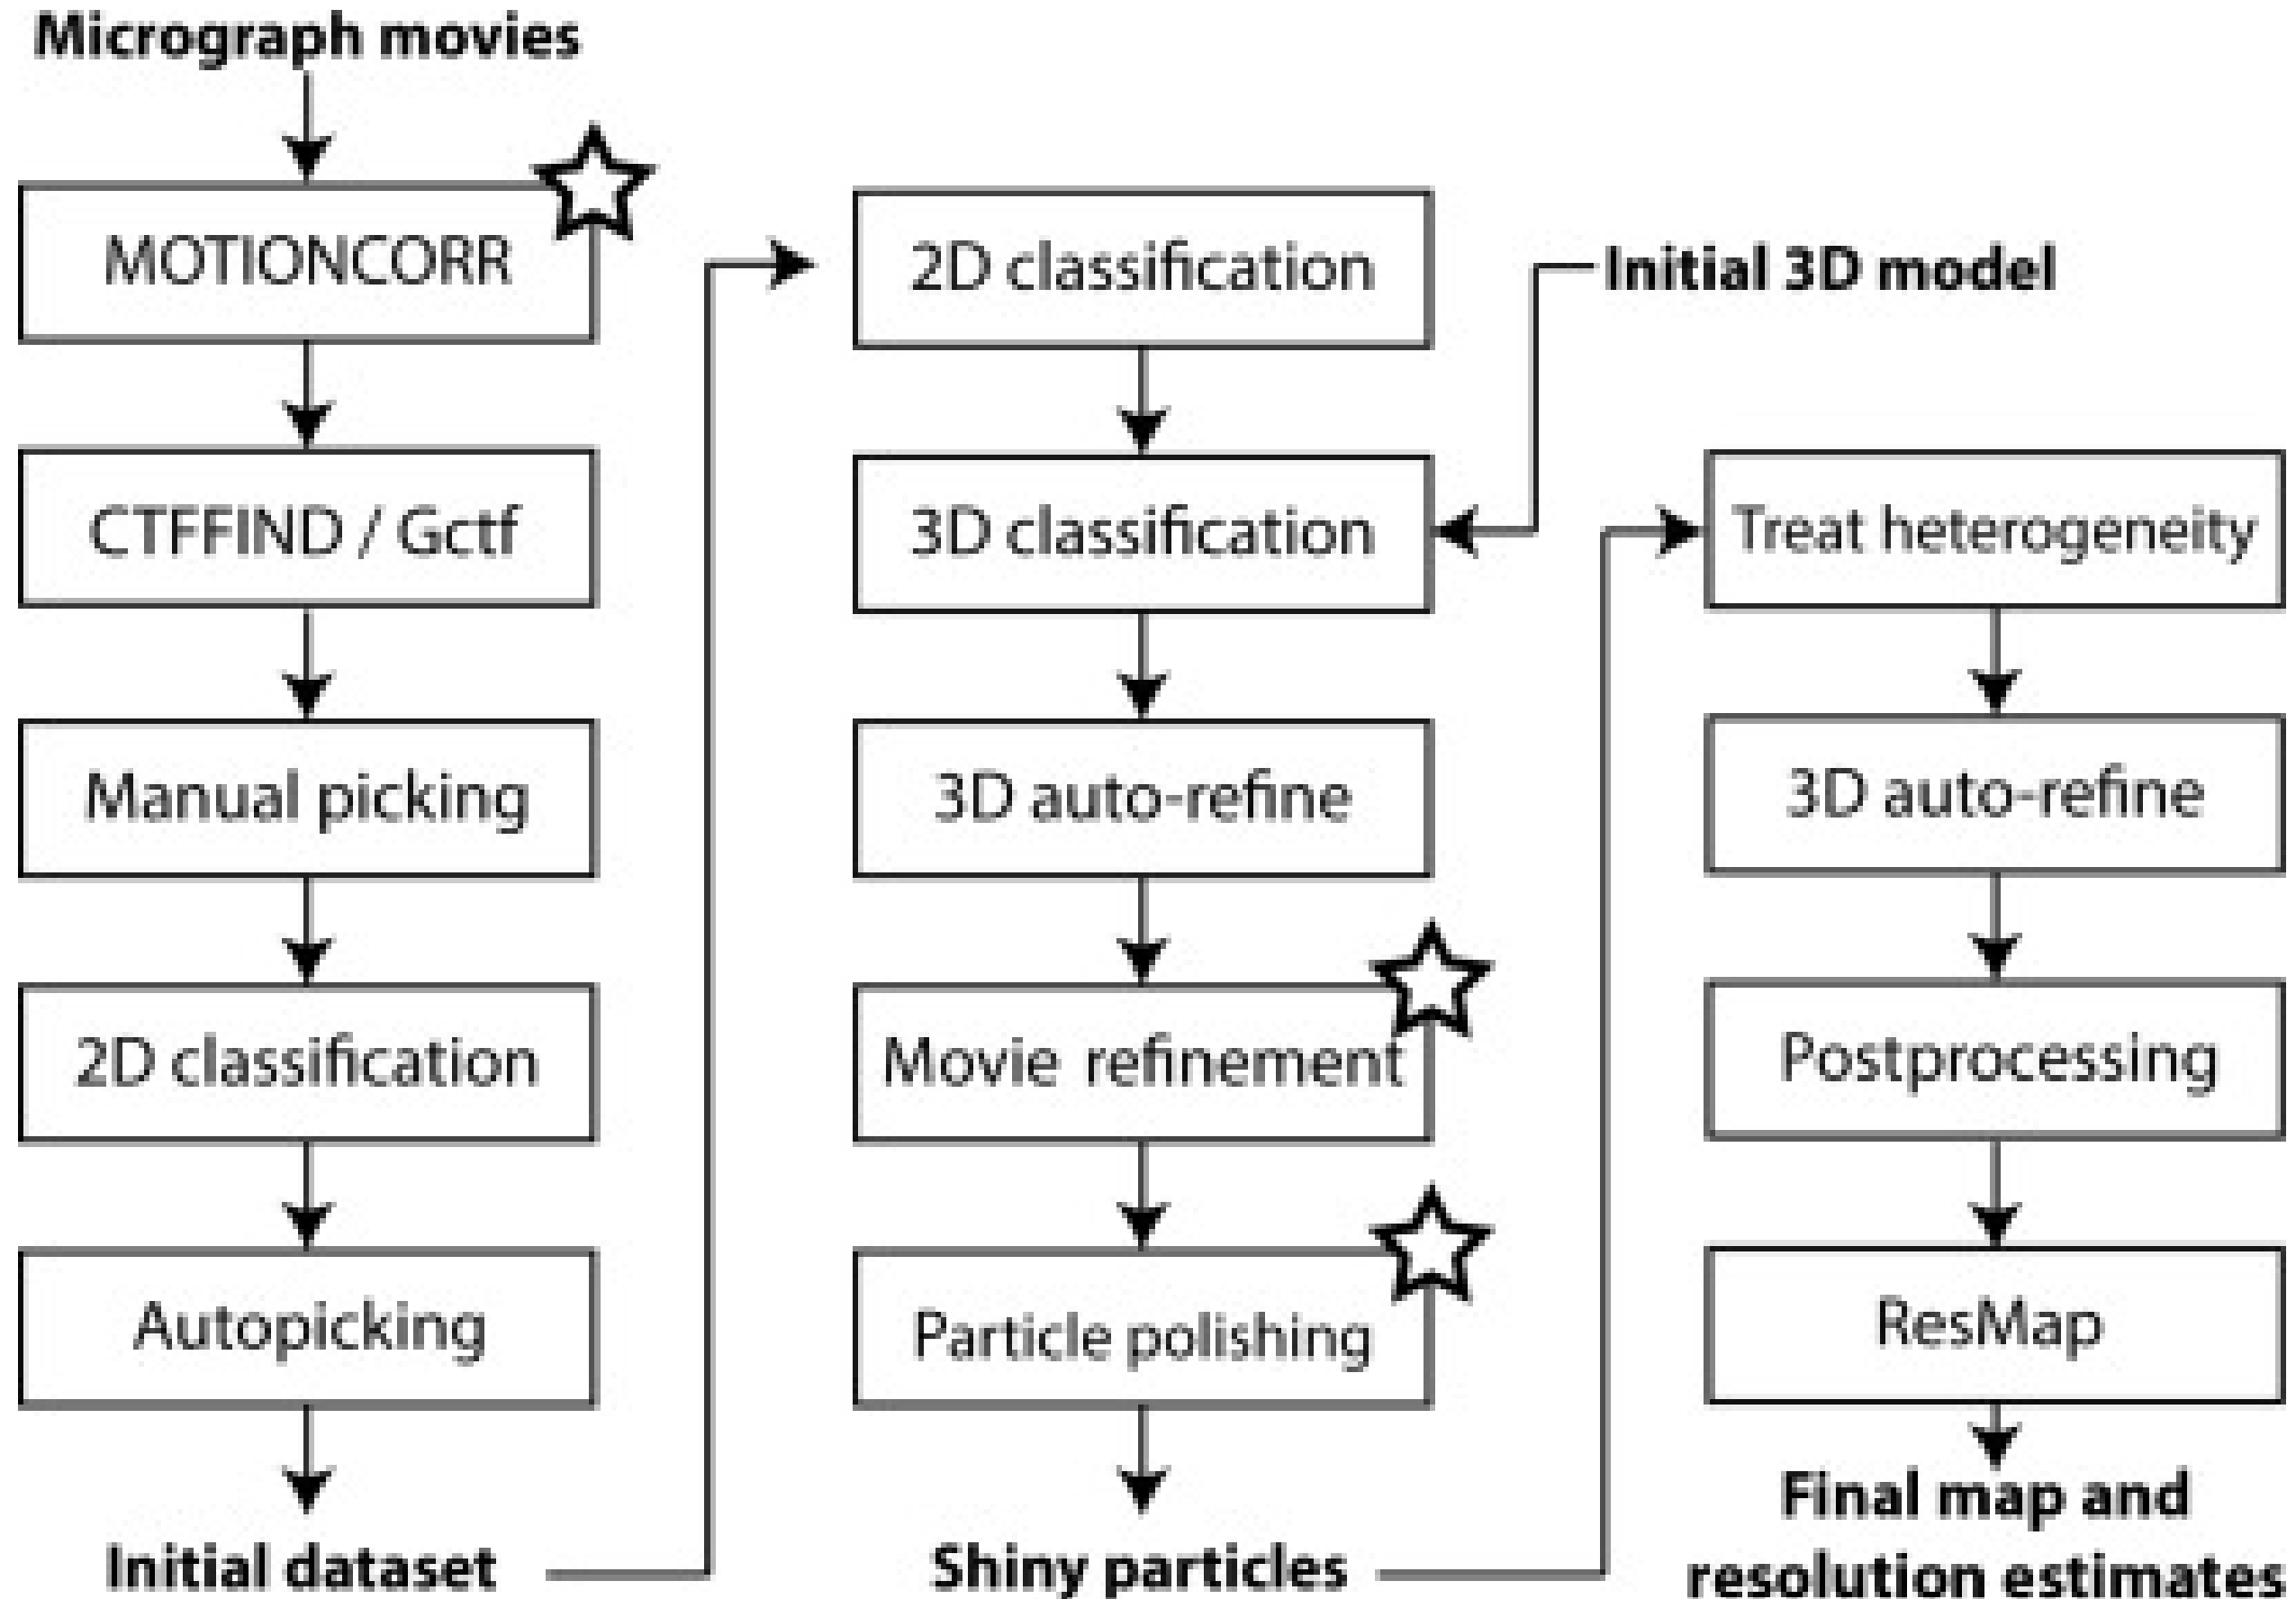 Micrograph movies
MOTIONCORR
CTFFIND / Gctf
Manual picking
2D classification
Autopicking
Initial dataset
2D classification
Initial 3D model
3D classification
3D auto-refine
Movie refinement
Particle polishing
Shiny particles
Treat heterogeneity
3D auto-refine
Postprocessing
ResMap
Final map and
resolution estimates